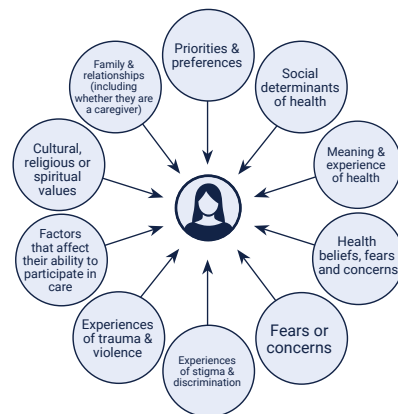 Priorities &
preferences
Social
determinants
of health
Meaning &
experience
of health
Health
beliefs, fears
and concerns
Fears or
concerns
Experiences
of stigma &
discrimination
Experiences
of trauma &
violence
Factors
that affect
their ability to
participate in
care
Cultural,
religious or
spiritual
values
Family &
relationships
(including
whether they are
a caregiver)